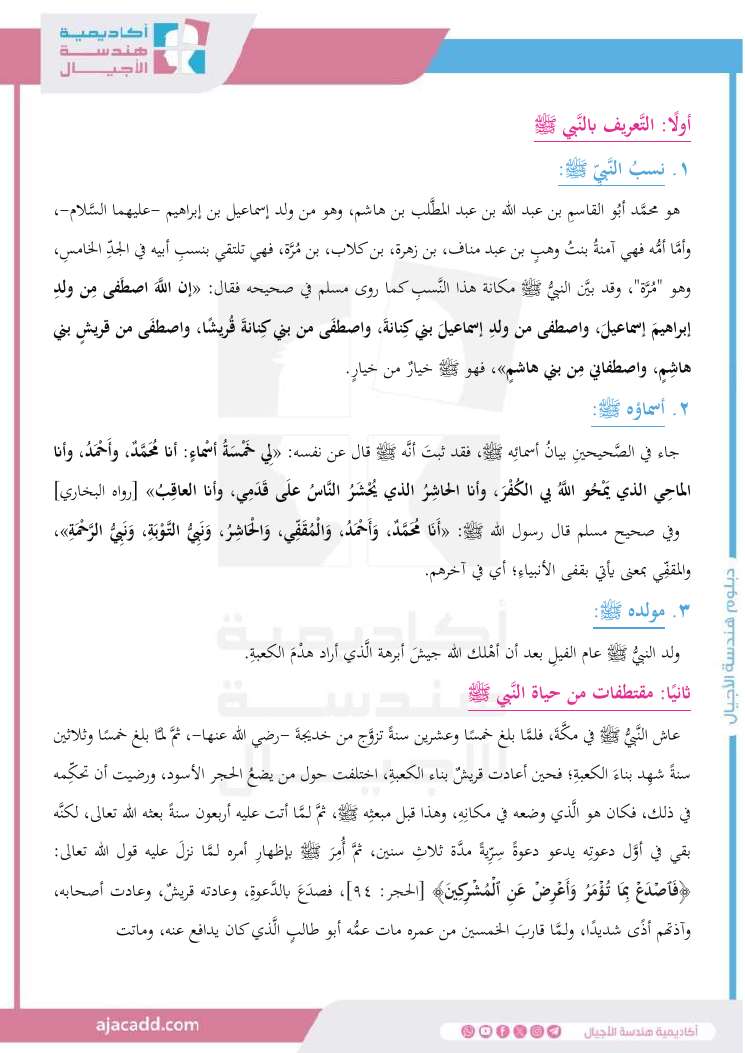 أكاديمية
هندسة
الأجيال
أولًا: التَّعريف بالنَّبي ﷺ
١. نسبُ النَّبيّ ﷺ:
هو محمَّد أبُو القاسمِ بن عبد الله بن عبد المطَّلب بن هاشم، وهو من ولد إسماعيل بن إبراهيم –عليهما السَّلام–،
وأمَّا أمُّه فهي آمنةُ بنتُ وهبٍ بن عبد مناف، بن زهرة، بن كلاب، بن مُرَّة، فهي تلتقي بنسبِ أبيه في الجدِّ الخامس،
وهو "مُرَّة"، وقد بيَّن النبيُّ ﷺ مكانة هذا النَّسبِ كما روى مسلم في صحيحه فقال: «إن اللهَ اصطَفى مِن ولدِ
إبراهيمَ إسماعيلَ، واصطفى من ولدِ إسماعيلَ بني كنانةَ، واصطفَى من بني كِنانةَ قُريشًا، واصطفَى من قريشٍ بني
هاشِمٍ، واصطفاني مِن بني هاشمٍ»، فهو ﷺ خيارٌ من خيارٍ.
٢. أسماؤه ﷺ:
جاء في الصَّحيحينِ بيانُ أسمائِه ﷺ، فقد ثبتَ أنَّه ﷺ قال عن نفسه: «لِي خَمْسَةُ أسْماءٍ: أنا مُحَمَّدٌ، وأَحْمَدُ، وأنا
الماحِي الذي يَمْحُو اللَّهُ بي الكُفْرَ، وأنا الحاشِرُ الذي يُحْشَرُ النَّاسُ علَى قَدَمِي، وأنا العاقِبُ» [رواه البخاري]
وفي صحيح مسلم قال رسول الله ﷺ: «أَنَا مُحَمَّدٌ، وَأَحْمَدُ، وَالْمُقَفِّي، وَالْحَاشِرُ، وَنَبِيُّ التَّوْبَةِ، وَنَبِيُّ الرَّحْمَةِ»،
والمقفِّي بمعنى يأتي بقفى الأنبياءِ؛ أي في آخرهم.
٣. مولده ﷺ:
ولد النبيُّ ﷺ عام الفيلِ بعد أن أهْلك الله جيشَ أبرهة الَّذي أراد هدْمَ الكعبةِ.
ثانيًا: مقتطفات من حياة النَّبي ﷺ
عاش النَّبيُّ ﷺ في مكَّةَ، فلمَّا بلغ خمسًا وعشرين سنةً تزوَّج من خديجةَ –رضي الله عنها–، ثمَّ لمَّا بلغ خمسًا وثلاثين
سنةً شهِد بناءَ الكعبةِ؛ فحين أعادت قريشٌ بناء الكعبةِ، اختلفت حول من يضعُ الحجر الأسود، ورضيت أن تحكِّمه
في ذلك، فكان هو الَّذي وضعه في مكانِهِ، وهذا قبل مبعثِه ﷺ، ثمَّ لـمَّا أتت عليه أربعون سنةً بعثه الله تعالى، لكنَّه
بقي في أوَّل دعوتِه يدعو دعوةً سِرّيةً مدَّة ثلاثِ سنين، ثمَّ أُمِرَ ﷺ بإظهارِ أمره لـمَّا نزلَ عليه قول الله تعالى:
﴿فَٱصْدَعْ بِمَا تُؤْمَرُ وَأَعْرِضْ عَنِ ٱلْمُشْرِكِينَ﴾ [الحجر: ٩٤]، فصدَعَ بالدَّعوةِ، وعادته قريشٌ، وعادت أصحابه،
وآذتهم أذًى شديدًا، ولمَّا قاربَ الخمسين من عمره مات عمُّه أبو طالبٍ الَّذي كان يدافع عنه، وماتت
دبلوم هندسة الأجيال
أكاديمية
هندسة
الأجيال
أكاديمية هندسة الأجيال
ajacadd.com